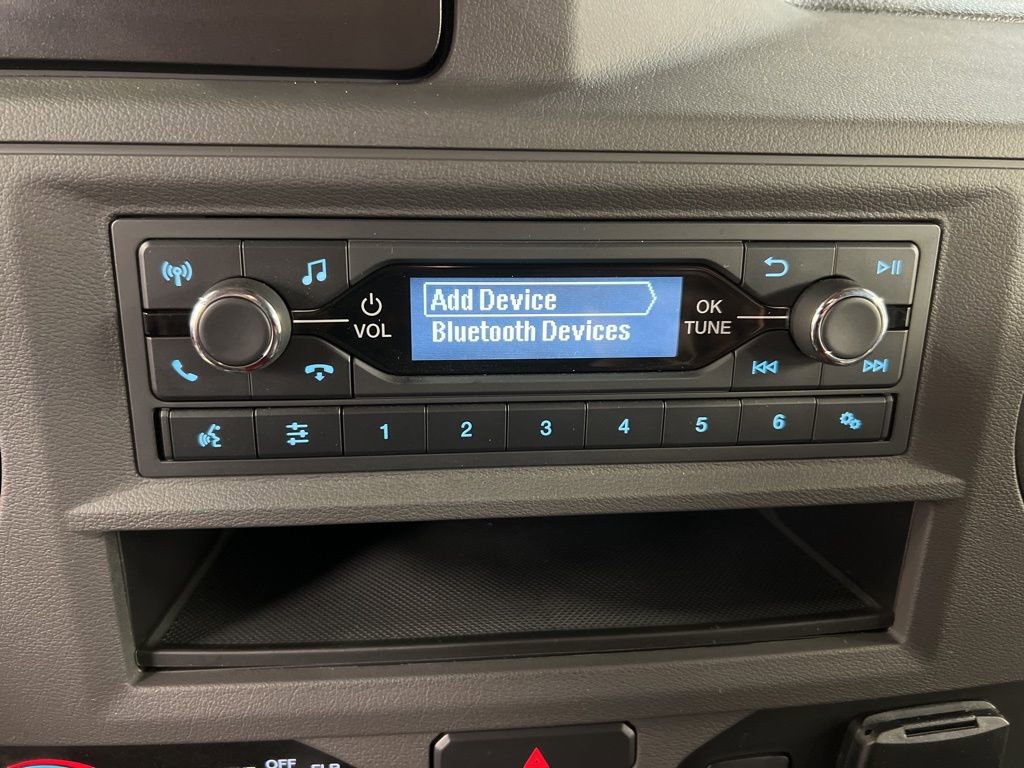 Add Device
Bluetooth Devices
VOL
OK
TUNE
1 2 3 4 5 6
OFF